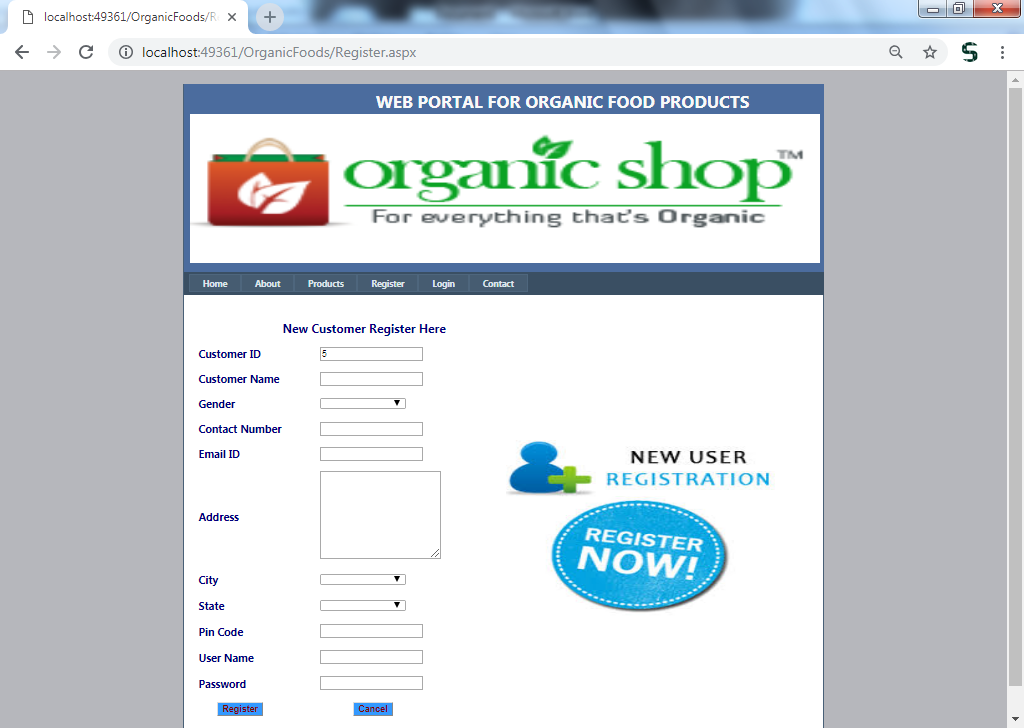 localhost:49361/OrganicFoods/R
localhost:49361/OrganicFoods/Register.aspx
WEB PORTAL FOR ORGANIC FOOD PRODUCTS
organic shop™
For everything that's Organic
Home About Products Register Login Contact
New Customer Register Here
Customer ID 5
Customer Name
Gender
Contact Number
Email ID
NEW USER
REGISTRATION
Address
REGISTER
NOW!
City
State
Pin Code
User Name
Password
Register Cancel